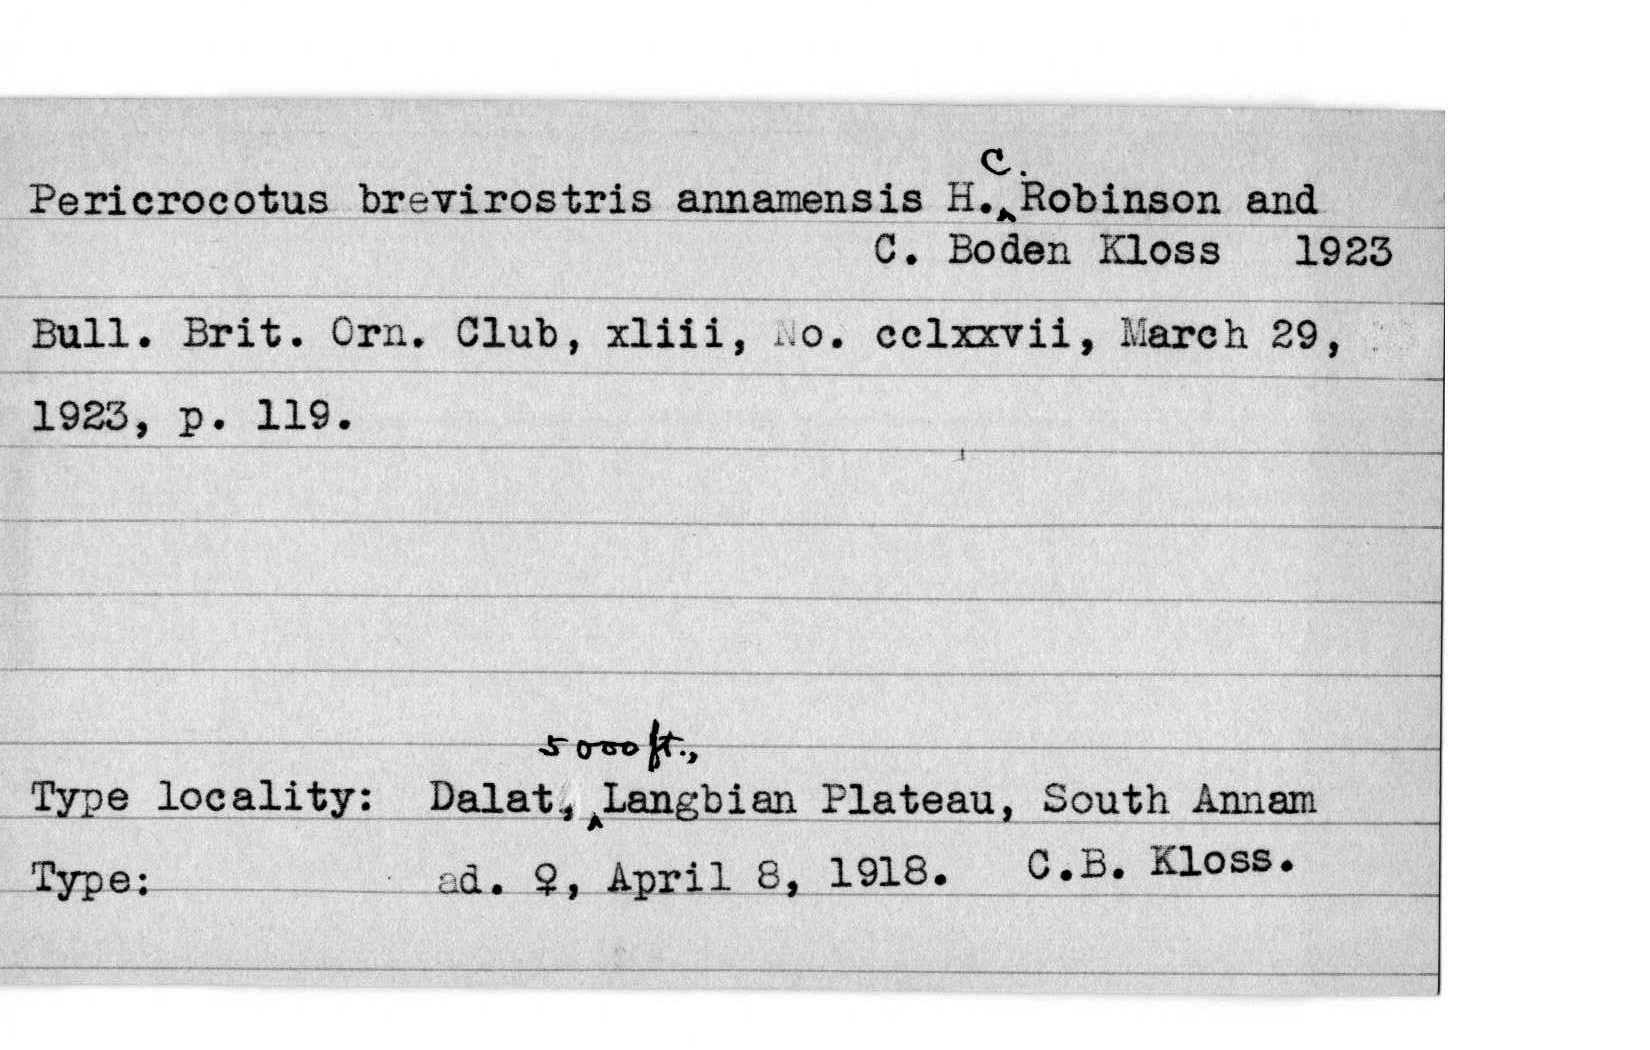 Pericrocotus brevirostris annamensis H. C. Robinson and
C. Boden Kloss 1923
Bull. Brit. Orn. Club, xliii, No. cclxxvii, March 29,
1923, p. 119.
Type locality: Dalat, 5000 ft., Langbian Plateau, South Annam
Type: ad. ♀, April 8, 1918. C.B. Kloss.